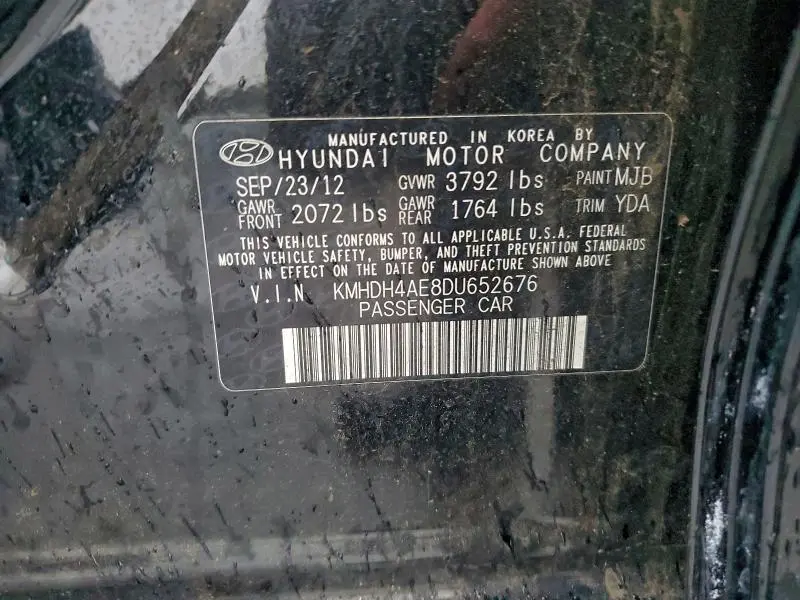 MANUFACTURED IN KOREA BY
HYUNDAI MOTOR COMPANY
SEP/23/12 GVWR 3792 lbs PAINT MJB
GAWR FRONT 2072 lbs GAWR REAR 1764 lbs TRIM YDA
THIS VEHICLE CONFORMS TO ALL APPLICABLE U.S.A. FEDERAL
MOTOR VEHICLE SAFETY, BUMPER, AND THEFT PREVENTION STANDARDS
IN EFFECT ON THE DATE OF MANUFACTURE SHOWN ABOVE
V.I.N. KMHDH4AE8DU652676
PASSENGER CAR